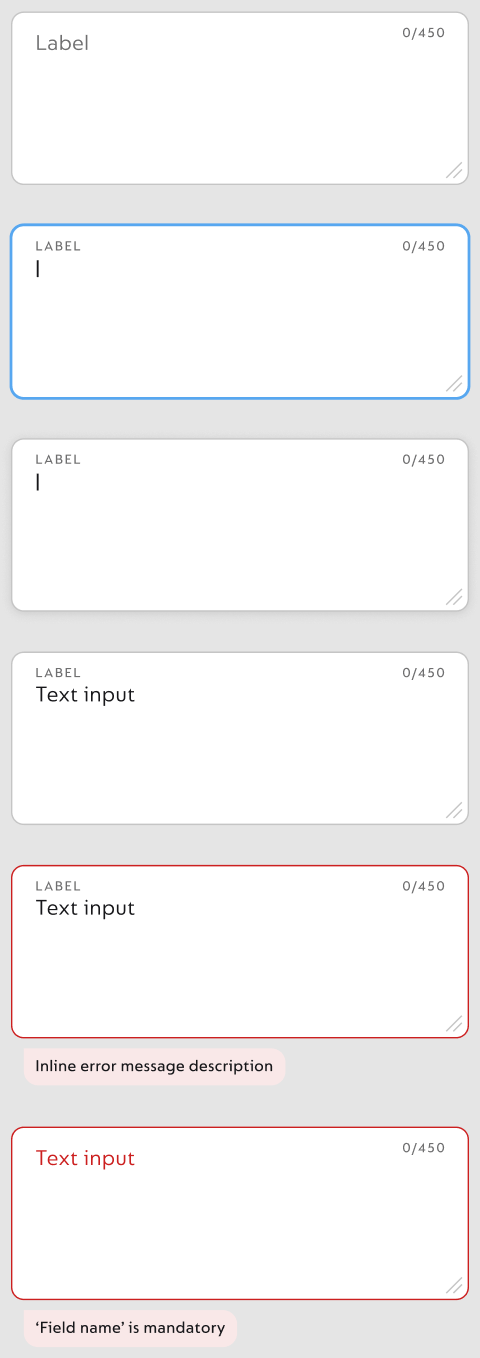 Label
0/450
LABEL
0/450
LABEL
0/450
LABEL
0/450
Text input
LABEL
0/450
Text input
Inline error message description
Text input
0/450
‘Field name’ is mandatory